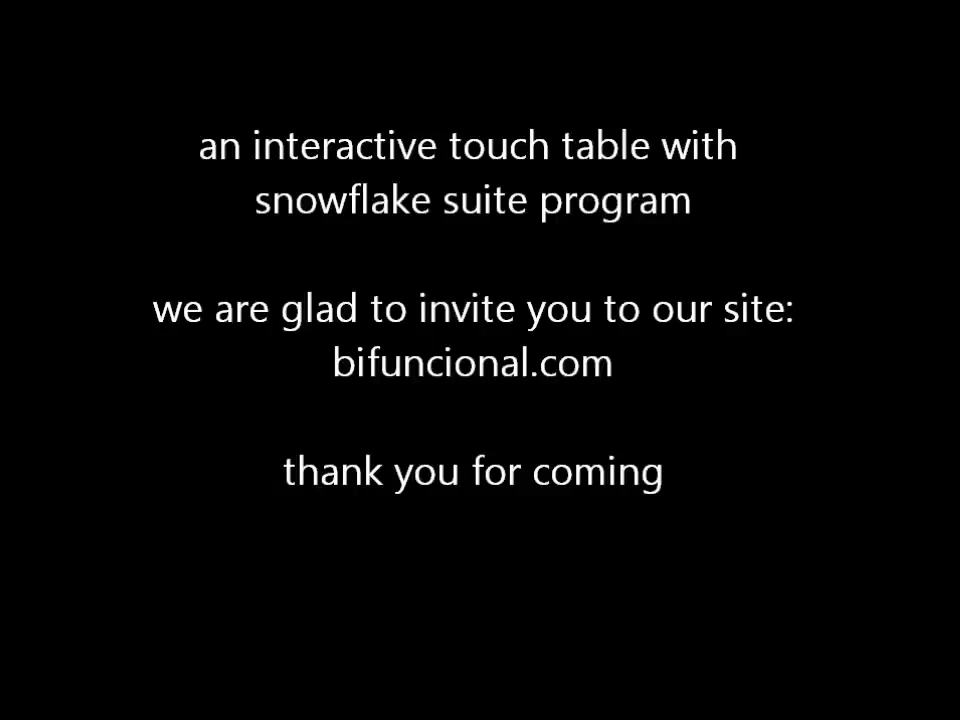 an interactive touch table with
snowflake suite program
we are glad to invite you to our site:
bifuncional.com
thank you for coming